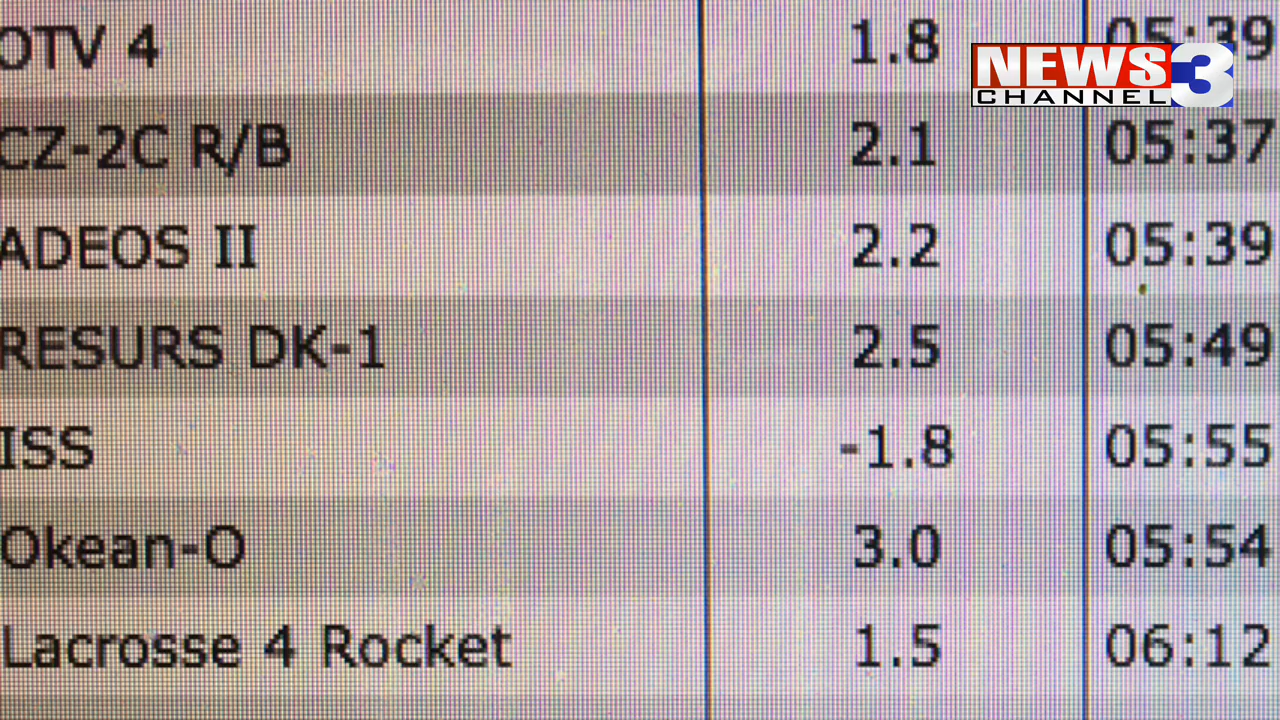 OTV 4 1.8 05:39
NEWS 3
CHANNEL
CZ-2C R/B 2.1 05:37
ADEOS II 2.2 05:39
RESURS DK-1 2.5 05:49
ISS -1.8 05:55
Okean-O 3.0 05:54
Lacrosse 4 Rocket 1.5 06:12